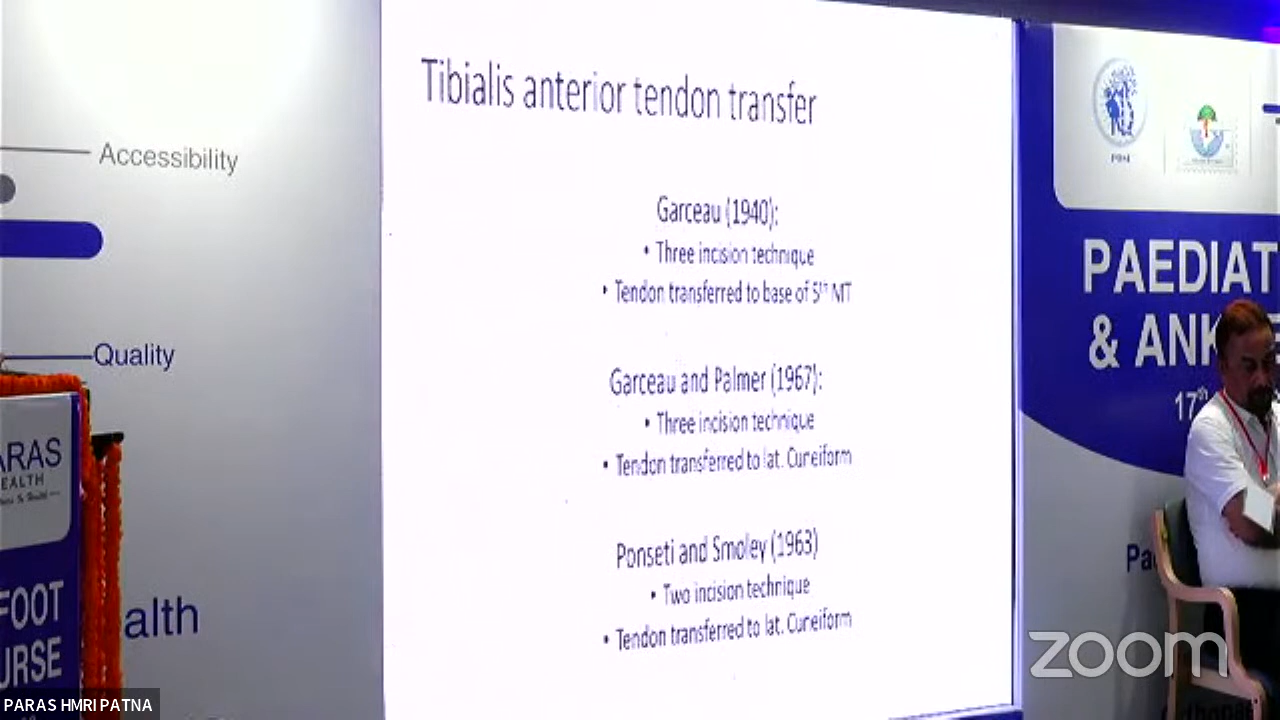 Tibialis anterior tendon transfer
Garceau (1940):
• Three incision technique
• Tendon transferred to base of 5th MT
Garceau and Palmer (1967):
• Three incision technique
• Tendon transferred to lat. Cuneiform
Ponseti and Smoley (1963)
• Two incision technique
• Tendon transferred to lat. Cuneiform
Accessibility
Quality
ARAS
EALTH
FOOT
URSE
alth
PAEDIAT
& ANK
17th
Pa
zoom
PARAS HMRI PATNA